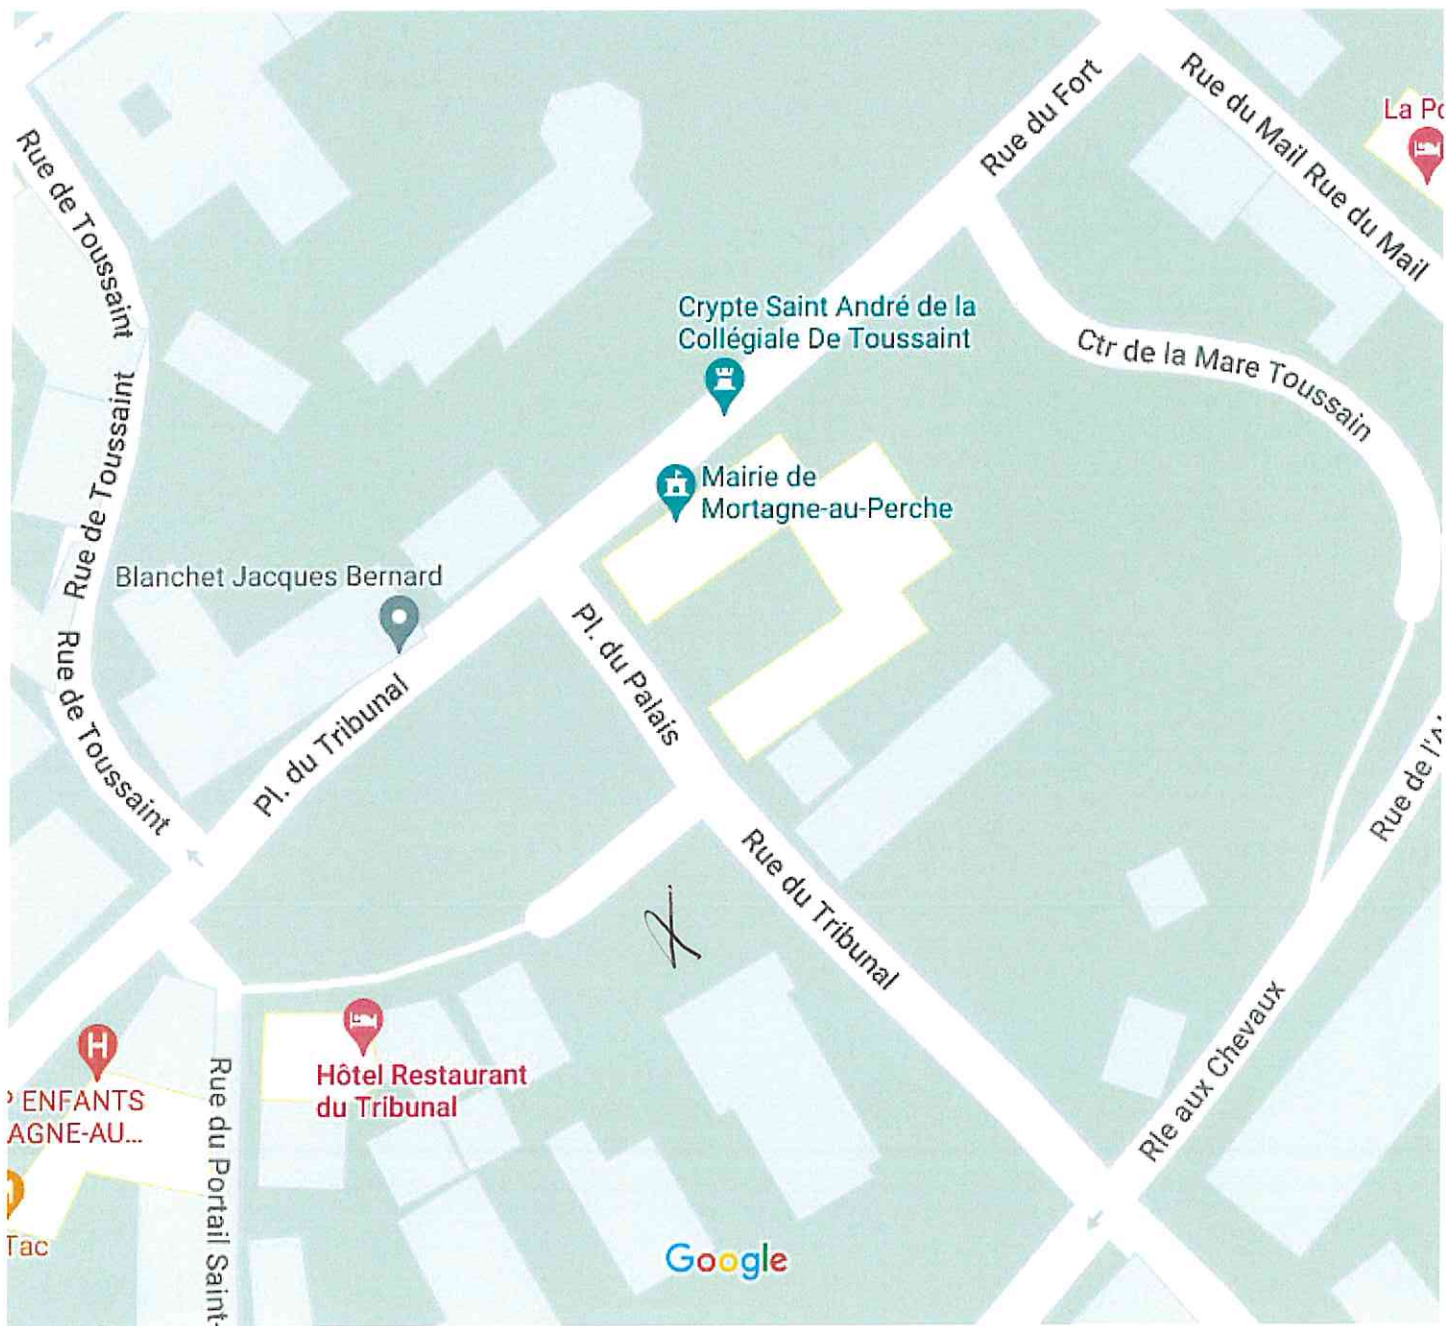 Rue du Fort
Rue du Mail Rue du Mail
La Po
Rue de Toussaint
Crypte Saint André de la
Collégiale De Toussaint
Ctr de la Mare Toussain
Rue de Toussaint
Mairie de
Mortagne-au-Perche
Blanchet Jacques Bernard
Pl. du Palais
Rue de Toussaint
Pl. du Tribunal
Rue de l'A
Rue du Tribunal
Rle aux Chevaux
H
Hôtel Restaurant
du Tribunal
P ENFANTS
AGNE-AU...
Rue du Portail Saint-
Tac
Google